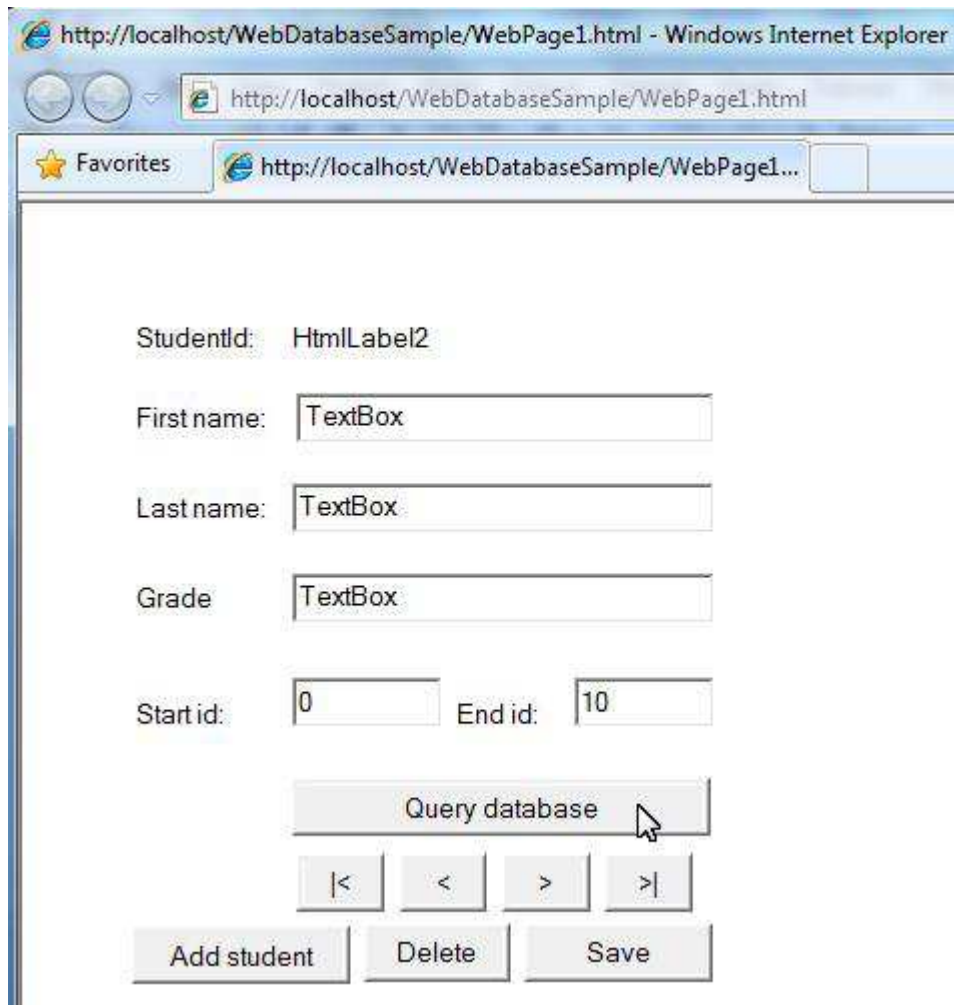 http://localhost/WebDatabaseSample/WebPage1.html - Windows Internet Explorer
http://localhost/WebDatabaseSample/WebPage1.html
Favorites http://localhost/WebDatabaseSample/WebPage1...
StudentId: HtmlLabel2
First name: TextBox
Last name: TextBox
Grade TextBox
Start id: 0 End id: 10
Query database
|< < > >|
Add student Delete Save